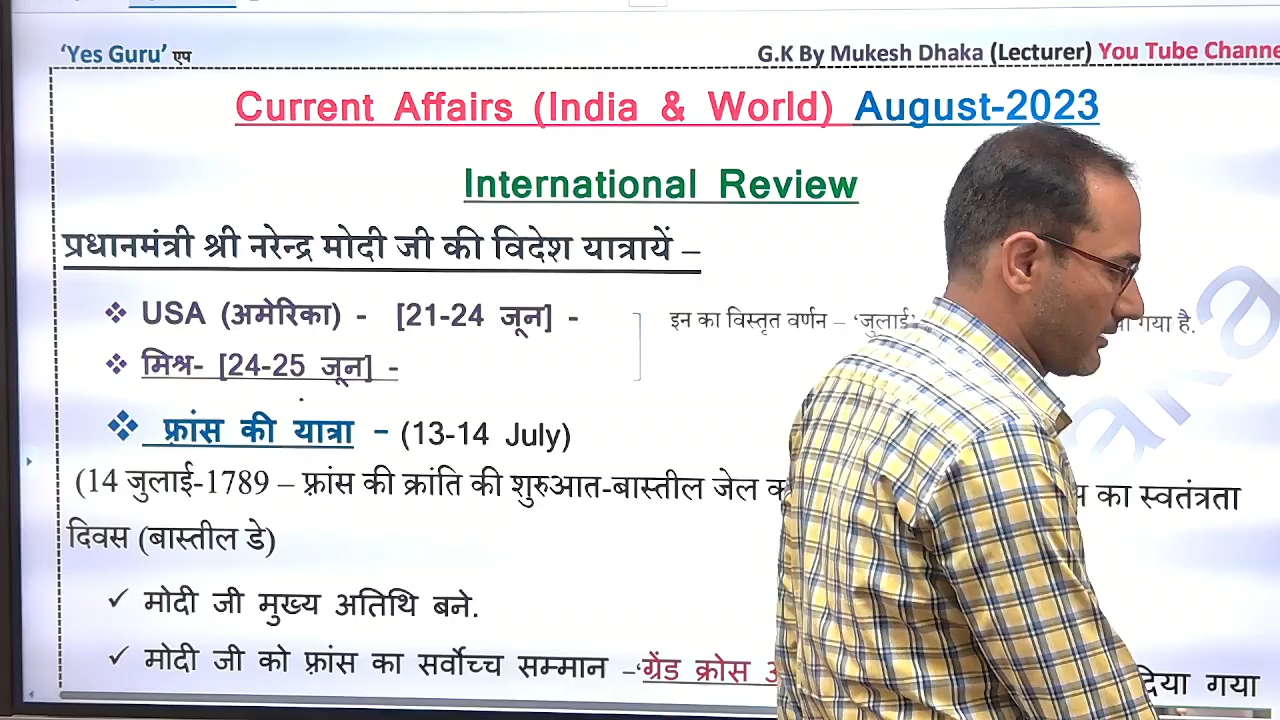 'Yes Guru' एप
G.K By Mukesh Dhaka (Lecturer) You Tube Channe
Current Affairs (India & World) August-2023
International Review
प्रधानमंत्री श्री नरेन्द्र मोदी जी की विदेश यात्रायें –
❖ USA (अमेरिका) - [21-24 जून] -
इन का विस्तृत वर्णन – 'जुलाई' गया है.
❖ मिश्र- [24-25 जून] -
❖ फ़्रांस की यात्रा – (13-14 July)
(14 जुलाई-1789 – फ़्रांस की क्रांति की शुरुआत-बास्तील जेल का स्वतंत्रता
दिवस (बास्तील डे)
✓ मोदी जी मुख्य अतिथि बने.
✓ मोदी जी को फ़्रांस का सर्वोच्च सम्मान –'ग्रेंड क्रोस दिया गया